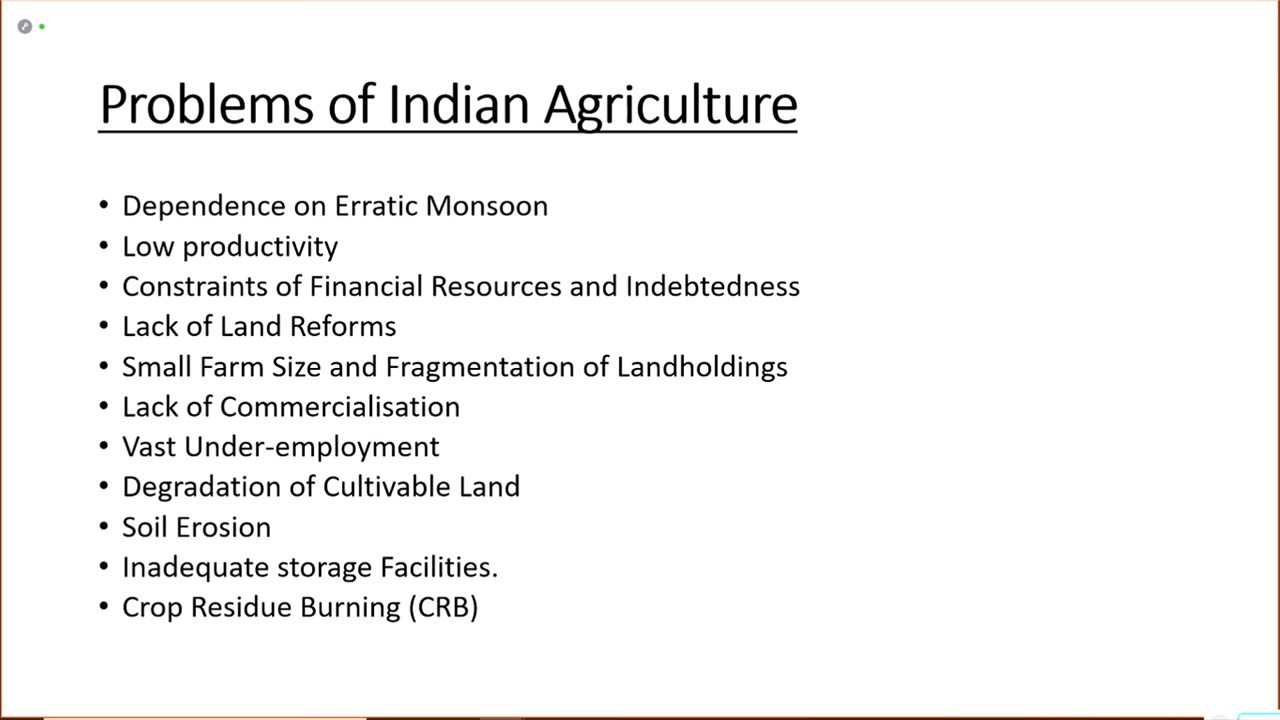 Problems of Indian Agriculture
• Dependence on Erratic Monsoon
• Low productivity
• Constraints of Financial Resources and Indebtedness
• Lack of Land Reforms
• Small Farm Size and Fragmentation of Landholdings
• Lack of Commercialisation
• Vast Under-employment
• Degradation of Cultivable Land
• Soil Erosion
• Inadequate storage Facilities.
• Crop Residue Burning (CRB)